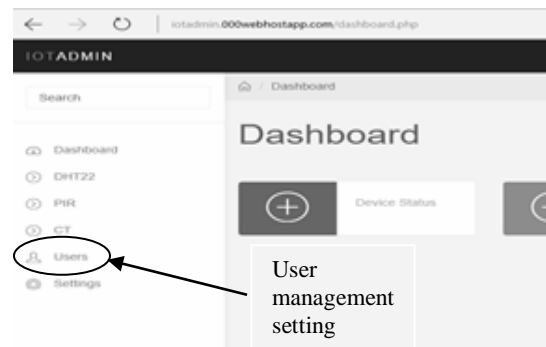 iotadmin.000webhostapp.com/dashboard.php
IOTADMIN
Search
/ Dashboard
Dashboard
Dashboard
DHT22
Device Status
PIR
CT
Users
Settings
User
management
setting